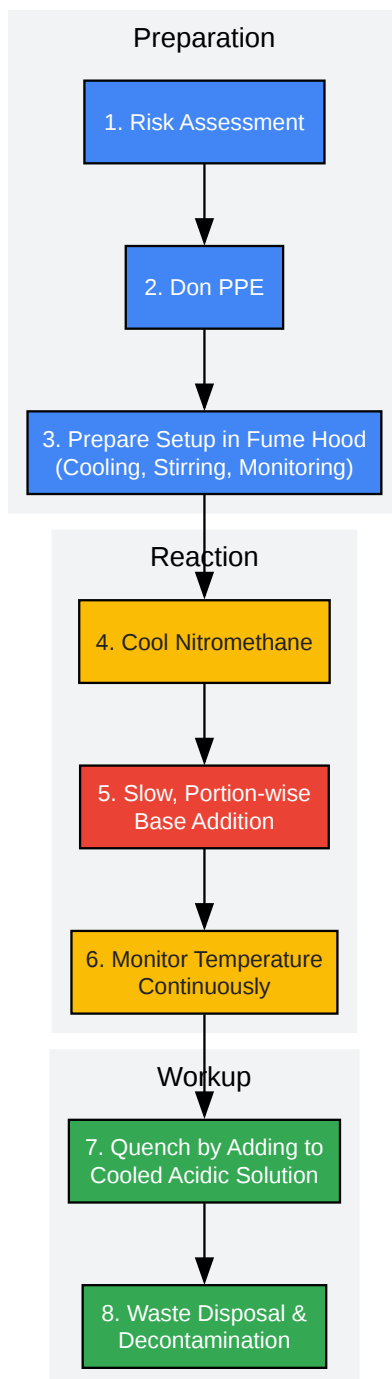 Preparation
1. Risk Assessment
2. Don PPE
3. Prepare Setup in Fume Hood
(Cooling, Stirring, Monitoring)
Reaction
4. Cool Nitromethane
5. Slow, Portion-wise
Base Addition
6. Monitor Temperature
Continuously
Workup
7. Quench by Adding to
Cooled Acidic Solution
8. Waste Disposal &
Decontamination